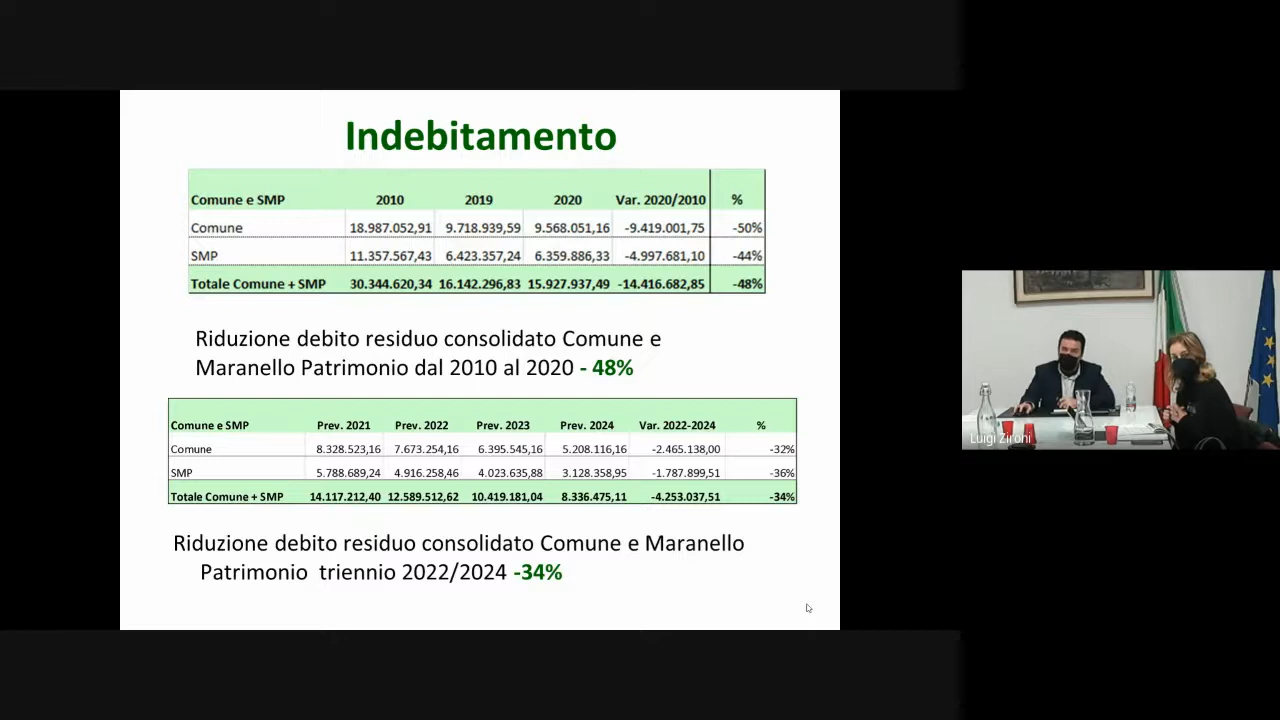 Indebitamento
Comune e SMP 2010 2019 2020 Var. 2020/2010 %
Comune 18.987.052,91 9.718.939,59 9.568.051,16 -9.419.001,75 -50%
SMP 11.357.567,43 6.423.357,24 6.359.886,33 -4.997.681,10 -44%
Totale Comune + SMP 30.344.620,34 16.142.296,83 15.927.937,49 -14.416.682,85 -48%
Riduzione debito residuo consolidato Comune e
Maranello Patrimonio dal 2010 al 2020 - 48%
Comune e SMP Prev. 2021 Prev. 2022 Prev. 2023 Prev. 2024 Var. 2022-2024 %
Comune 8.328.523,16 7.673.254,16 6.395.545,16 5.208.116,16 -2.465.138,00 -32%
SMP 5.788.689,24 4.916.258,46 4.023.635,88 3.128.358,95 -1.787.899,51 -36%
Totale Comune + SMP 14.117.212,40 12.589.512,62 10.419.181,04 8.336.475,11 -4.253.037,51 -34%
Riduzione debito residuo consolidato Comune e Maranello
Patrimonio triennio 2022/2024 -34%
Luigi Zironi